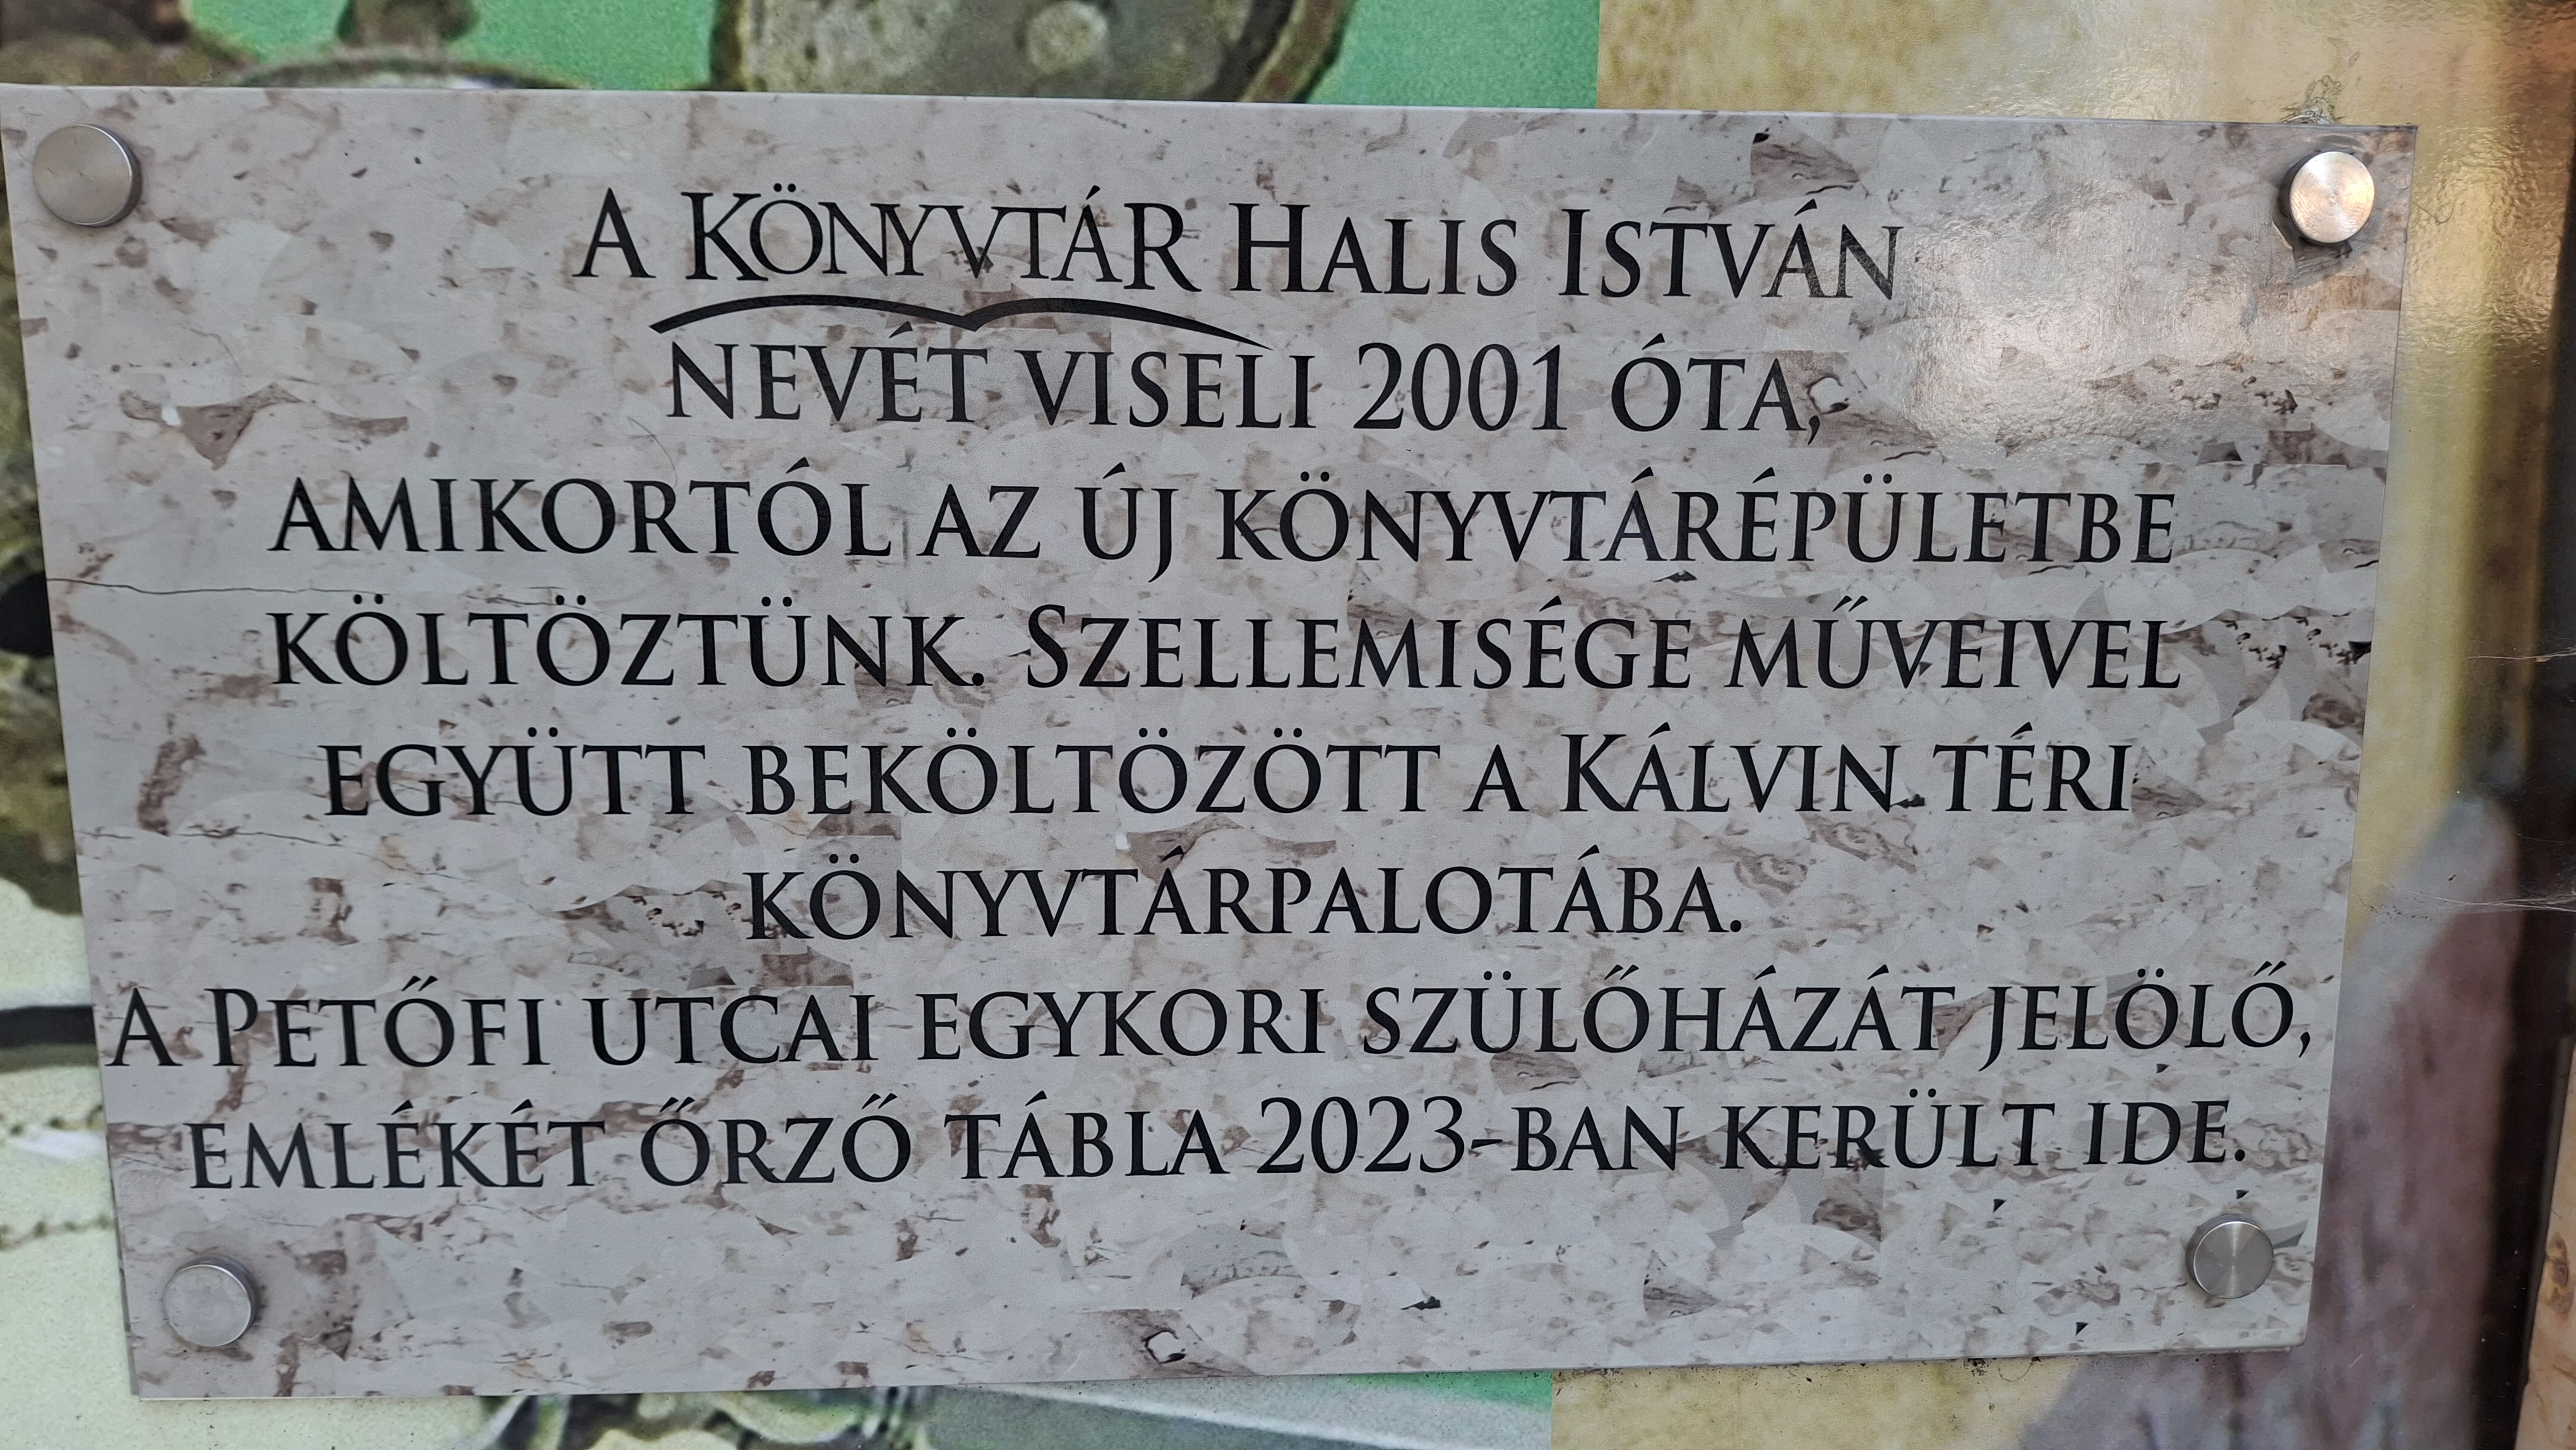 A KÖNYVTÁR HALIS ISTVÁN
NEVÉT VISELI 2001 ÓTA,
AMIKORTÓL AZ ÚJ KÖNYVTÁRÉPÜLETBE
KÖLTÖZTÜNK. SZELLEMISÉGE MŰVEIVEL
EGYÜTT BEKÖLTÖZÖTT A KÁLVIN TÉRI
KÖNYVTÁRPALOTÁBA.
A PETŐFI UTCAI EGYKORI SZÜLŐHÁZÁT JELÖLŐ,
EMLÉKÉT ŐRZŐ TÁBLA 2023-BAN KERÜLT IDE.